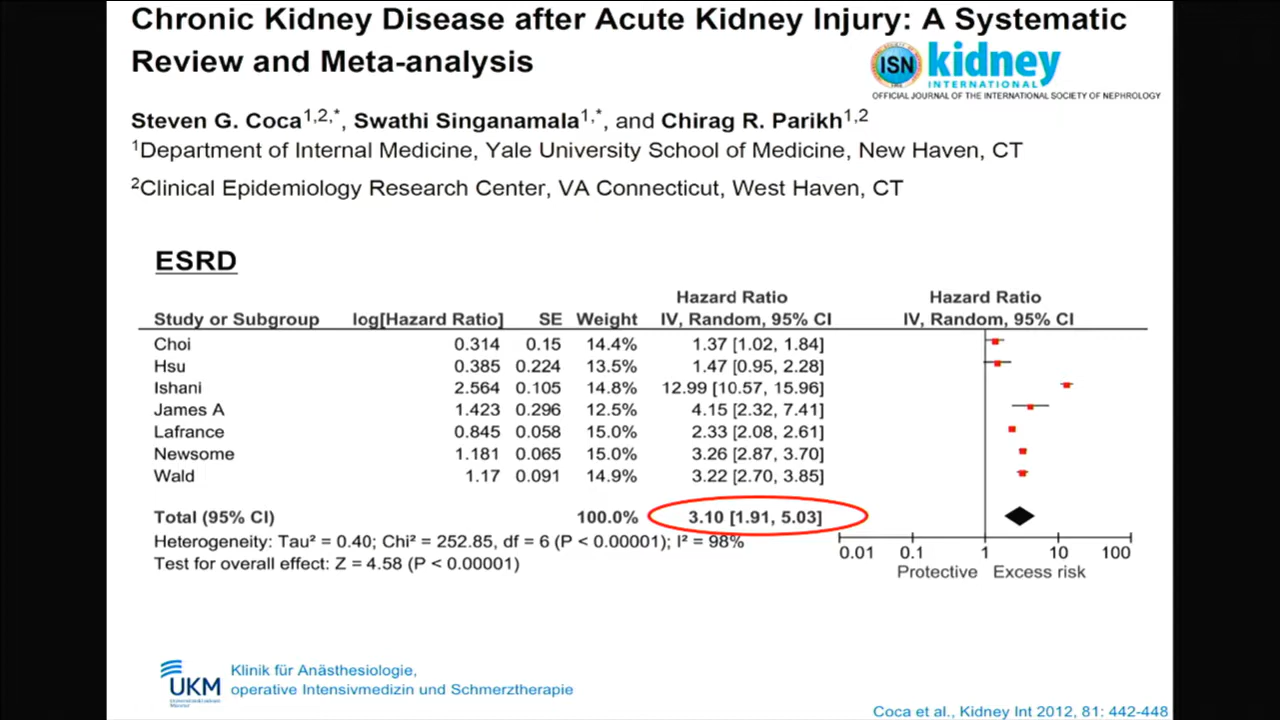 Chronic Kidney Disease after Acute Kidney Injury: A Systematic
Review and Meta-analysis
ISN kidney
INTERNATIONAL
OFFICIAL JOURNAL OF THE INTERNATIONAL SOCIETY OF NEPHROLOGY
Steven G. Coca1,2,*, Swathi Singanamala1,*, and Chirag R. Parikh1,2
1Department of Internal Medicine, Yale University School of Medicine, New Haven, CT
2Clinical Epidemiology Research Center, VA Connecticut, West Haven, CT
ESRD
Hazard Ratio Hazard Ratio
Study or Subgroup log[Hazard Ratio] SE Weight IV, Random, 95% CI IV, Random, 95% CI
Choi 0.314 0.15 14.4% 1.37 [1.02, 1.84]
Hsu 0.385 0.224 13.5% 1.47 [0.95, 2.28]
Ishani 2.564 0.105 14.8% 12.99 [10.57, 15.96]
James A 1.423 0.296 12.5% 4.15 [2.32, 7.41]
Lafrance 0.845 0.058 15.0% 2.33 [2.08, 2.61]
Newsome 1.181 0.065 15.0% 3.26 [2.87, 3.70]
Wald 1.17 0.091 14.9% 3.22 [2.70, 3.85]
Total (95% CI) 100.0% 3.10 [1.91, 5.03]
Heterogeneity: Tau² = 0.40; Chi² = 252.85, df = 6 (P < 0.00001); I² = 98%
Test for overall effect: Z = 4.58 (P < 0.00001)
0.01 0.1 1 10 100
Protective Excess risk
UKM
Klinik für Anästhesiologie,
operative Intensivmedizin und Schmerztherapie
Coca et al., Kidney Int 2012, 81: 442-448